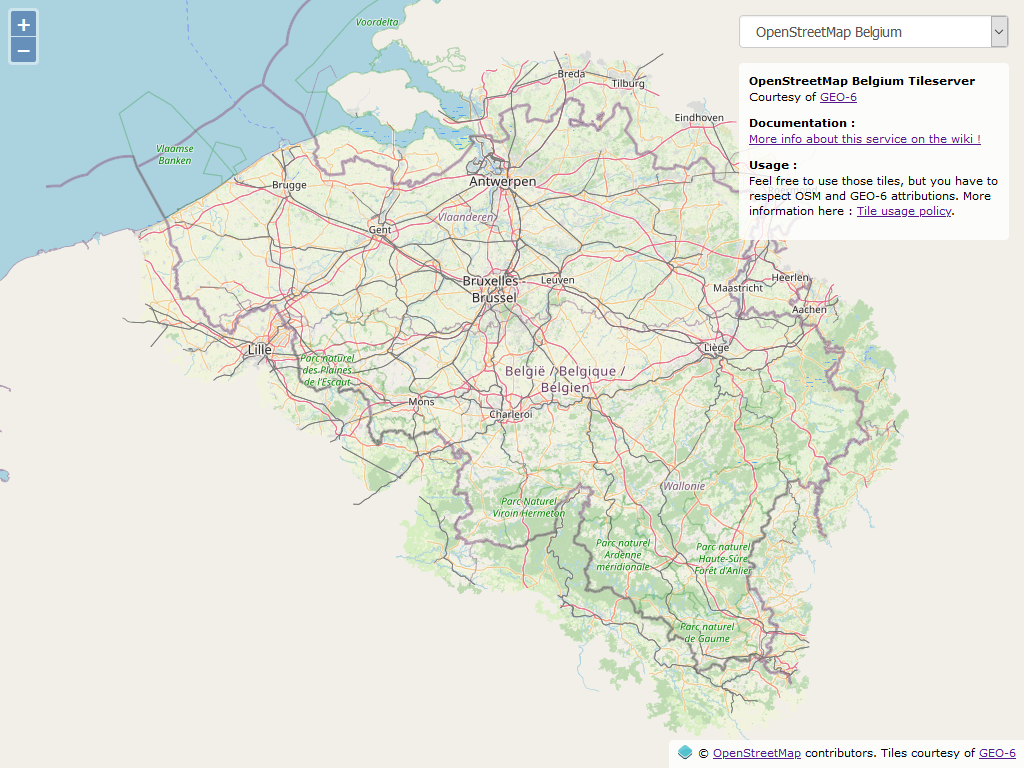 +
−
OpenStreetMap Belgium
OpenStreetMap Belgium Tileserver
Courtesy of GEO-6
Documentation :
More info about this service on the wiki !
Usage :
Feel free to use those tiles, but you have to
respect OSM and GEO-6 attributions. More
information here : Tile usage policy.
Voordelta
Breda
Tilburg
Eindhoven
Vlaamse
Banken
Brugge
Antwerpen
Vlaanderen
Gent
Bruxelles -
Brussel
Leuven
Maastricht
Heerlen
Aachen
Lille
Liège
Parc naturel
des Plaines
de l'Escaut
België / Belgique /
Belgien
Mons
Charleroi
Wallonie
Parc Naturel
Viroin Hermeton
Parc naturel
Ardenne
méridionale
Parc naturel
Haute-Sûre
Forêt d'Anlier
Parc naturel
de Gaume
© OpenStreetMap contributors. Tiles courtesy of GEO-6